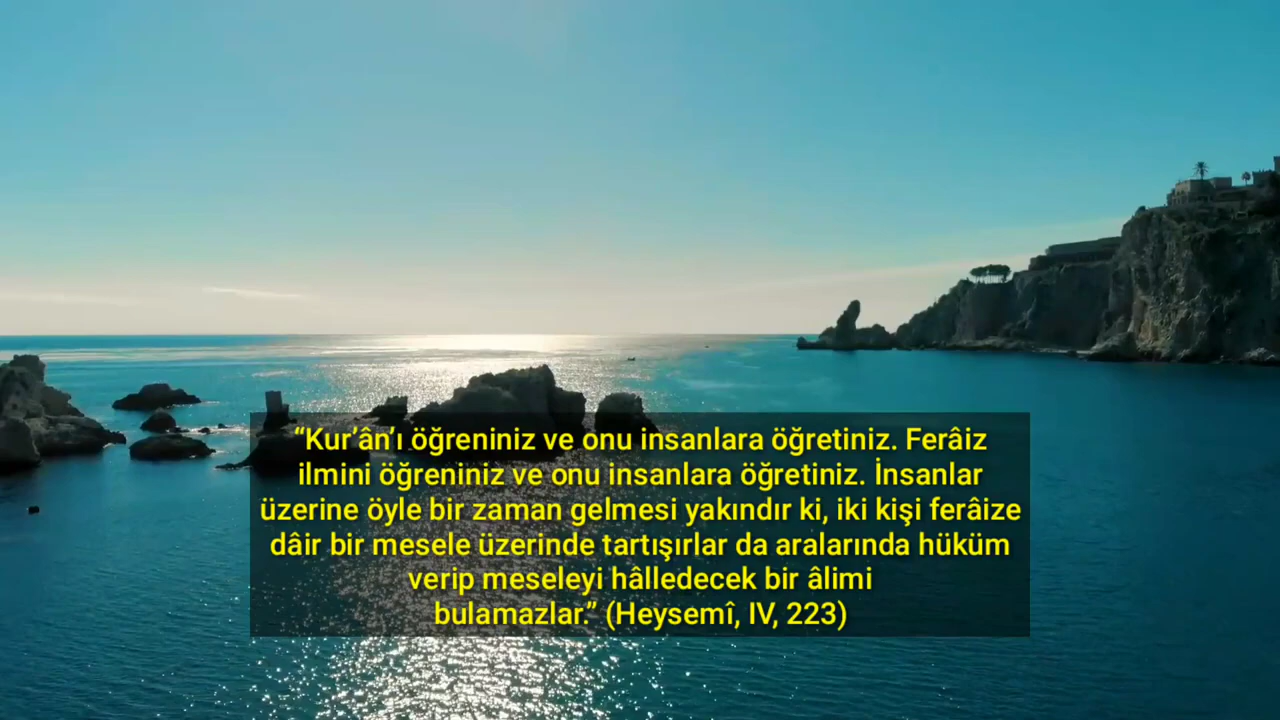 “Kur’ân’ı öğreniniz ve onu insanlara öğretiniz. Ferâiz
ilmini öğreniniz ve onu insanlara öğretiniz. İnsanlar
üzerine öyle bir zaman gelmesi yakındır ki, iki kişi ferâize
dâir bir mesele üzerinde tartışırlar da aralarında hüküm
verip meseleyi hâlledecek bir âlimi
bulamazlar.” (Heysemî, IV, 223)